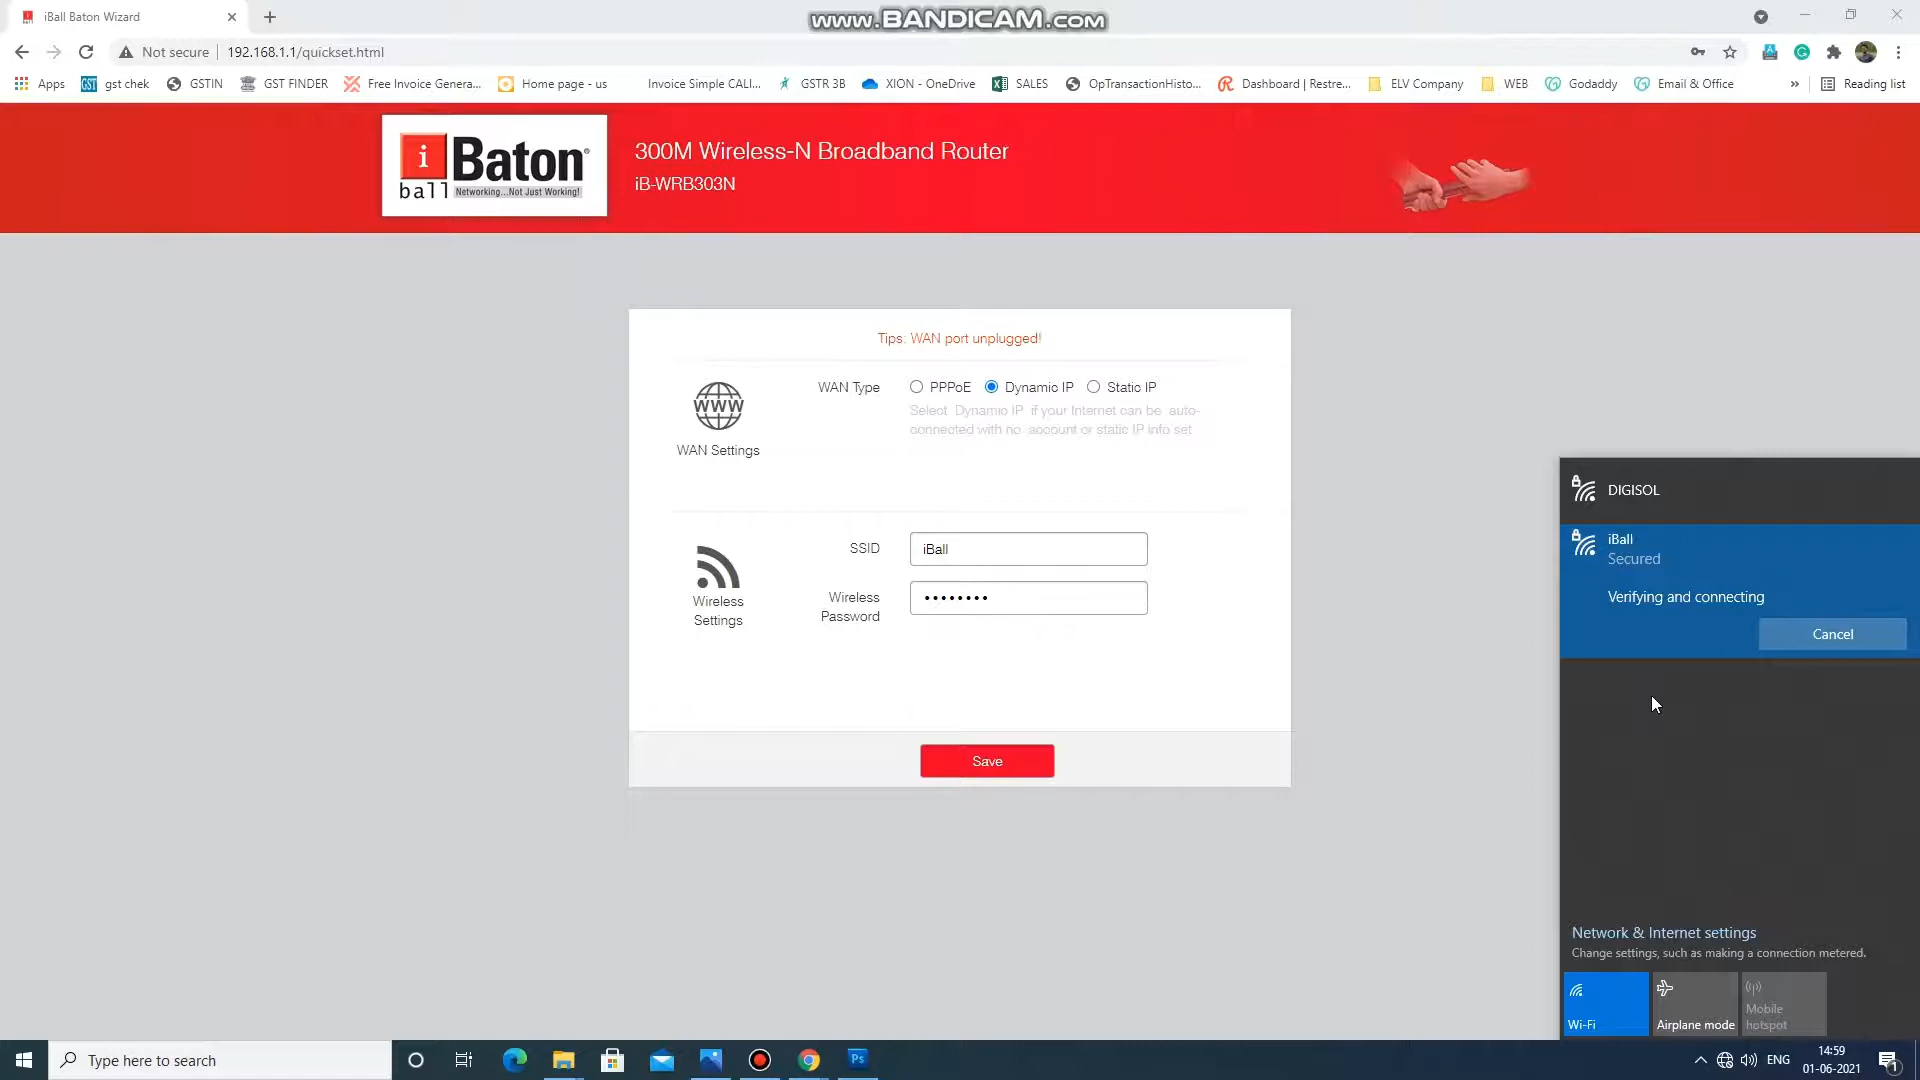 iBall Baton Wizard
www.BANDICAM.com
Not secure
192.168.1.1/quickset.html
Apps
GST
gst chek
GSTIN
GST FINDER
Free Invoice Genera...
Home page - us
Invoice Simple CALI...
GSTR 3B
XION - OneDrive
SALES
OpTransactionHisto...
Dashboard | Restre...
ELV Company
WEB
Godaddy
Email & Office
»
Reading list
i Baton
ball Networking...Not Just Working!
300M Wireless-N Broadband Router
iB-WRB303N
Tips: WAN port unplugged!
WWW
WAN Settings
WAN Type
PPPoE
Dynamic IP
Static IP
Select Dynamic IP if your Internet can be auto-
connected with no account or static IP info set
Wireless
Settings
SSID
iBall
Wireless
Password
••••••••
Save
DIGISOL
iBall
Secured
Verifying and connecting
Cancel
Network & Internet settings
Change settings, such as making a connection metered.
Wi-Fi
Airplane mode
Mobile
hotspot
Type here to search
Ps
ENG
14:59
01-06-2021
1